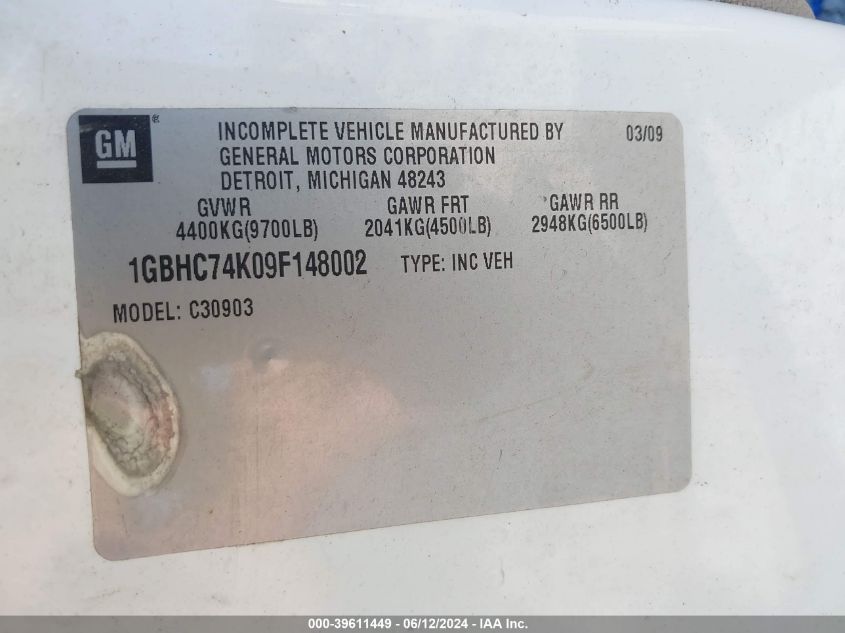 GM®
INCOMPLETE VEHICLE MANUFACTURED BY 03/09
GENERAL MOTORS CORPORATION
DETROIT, MICHIGAN 48243
GVWR GAWR FRT GAWR RR
4400KG(9700LB) 2041KG(4500LB) 2948KG(6500LB)
1GBHC74K09F148002 TYPE: INC VEH
MODEL: C30903
000-39611449 - 06/12/2024 - IAA Inc.